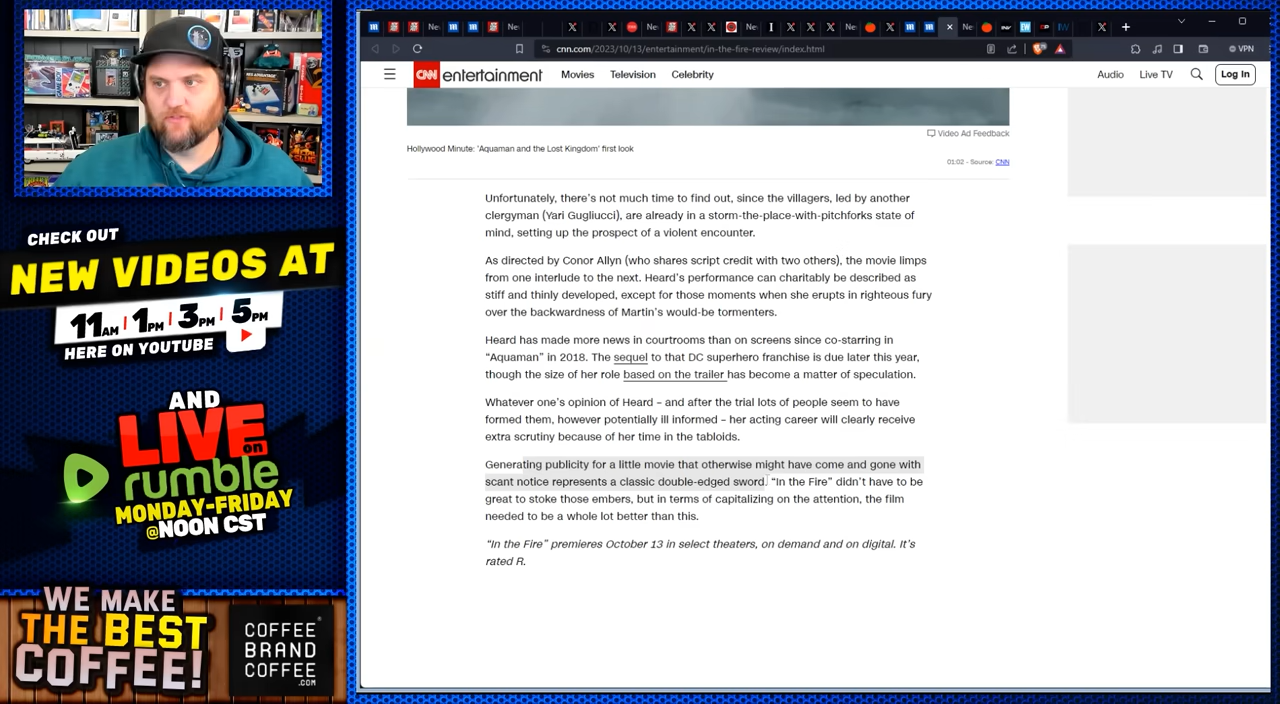 CHECK OUT
NEW VIDEOS AT
11AM | 1PM | 3PM | 5PM
HERE ON YOUTUBE
AND
LIVE on
rumble
MONDAY-FRIDAY
@NOON CST
WE MAKE
THE BEST
COFFEE!
COFFEE
BRAND
COFFEE
.COM
cnn.com/2023/10/13/entertainment/in-the-fire-review/index.html
VPN
CNN entertainment Movies Television Celebrity Audio Live TV Log In
Video Ad Feedback
Hollywood Minute: 'Aquaman and the Lost Kingdom' first look
01:02 - Source: CNN
Unfortunately, there's not much time to find out, since the villagers, led by another
clergyman (Yari Gugliucci), are already in a storm-the-place-with-pitchforks state of
mind, setting up the prospect of a violent encounter.
As directed by Conor Allyn (who shares script credit with two others), the movie limps
from one interlude to the next. Heard's performance can charitably be described as
stiff and thinly developed, except for those moments when she erupts in righteous fury
over the backwardness of Martin's would-be tormenters.
Heard has made more news in courtrooms than on screens since co-starring in
“Aquaman” in 2018. The sequel to that DC superhero franchise is due later this year,
though the size of her role based on the trailer has become a matter of speculation.
Whatever one's opinion of Heard – and after the trial lots of people seem to have
formed them, however potentially ill informed – her acting career will clearly receive
extra scrutiny because of her time in the tabloids.
Generating publicity for a little movie that otherwise might have come and gone with
scant notice represents a classic double-edged sword. “In the Fire” didn't have to be
great to stoke those embers, but in terms of capitalizing on the attention, the film
needed to be a whole lot better than this.
“In the Fire” premieres October 13 in select theaters, on demand and on digital. It's
rated R.